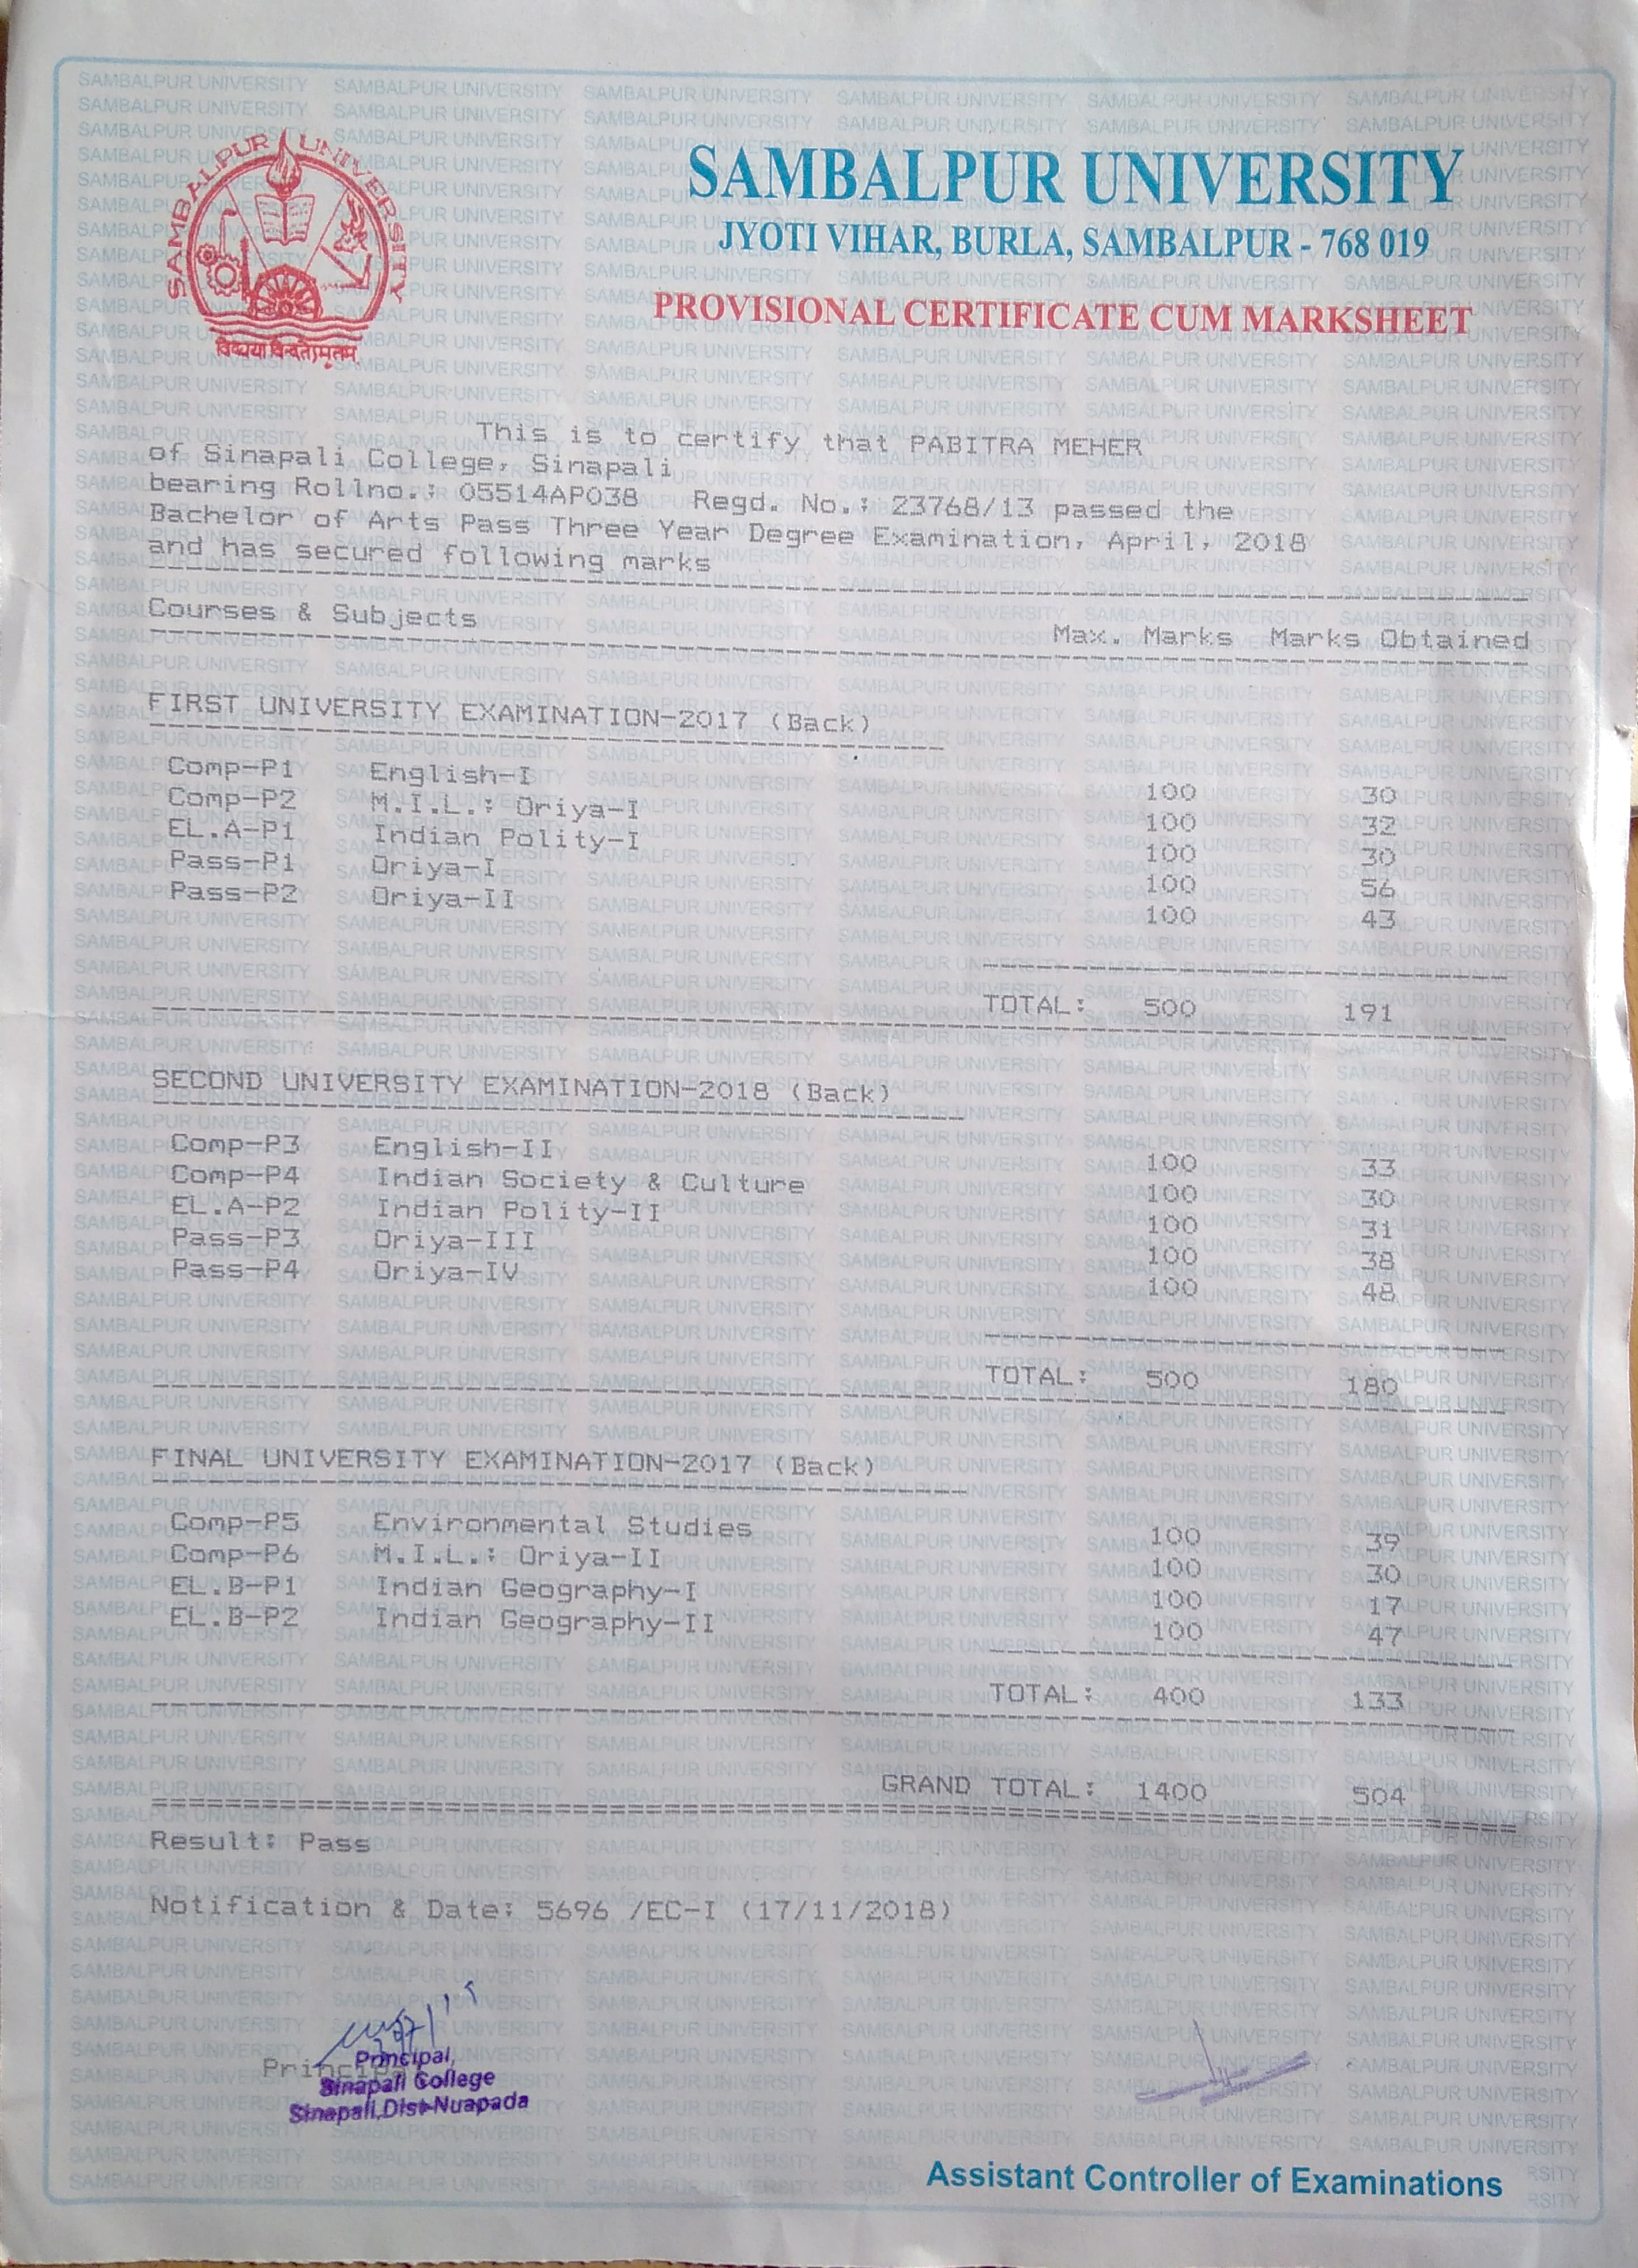 SAMBALPUR UNIVERSITY
विद्यया विन्दतेऽमृतम्
SAMBALPUR UNIVERSITY
JYOTI VIHAR, BURLA, SAMBALPUR - 768 019
PROVISIONAL CERTIFICATE CUM MARKSHEET
This is to certify that PABITRA MEHER
of Sinapali College, Sinapali
bearing Rollno.: 05514AP038 Regd. No.: 23768/13 passed the
Bachelor of Arts Pass Three Year Degree Examination, April, 2018
and has secured following marks
Courses & Subjects Max. Marks Marks Obtained
FIRST UNIVERSITY EXAMINATION-2017 (Back)
Comp-P1 English-I 100 30
Comp-P2 M.I.L.: Oriya-I 100 32
EL.A-P1 Indian Polity-I 100 30
Pass-P1 Oriya-I 100 56
Pass-P2 Oriya-II 100 43
TOTAL: 500 191
SECOND UNIVERSITY EXAMINATION-2018 (Back)
Comp-P3 English-II 100 33
Comp-P4 Indian Society & Culture 100 30
EL.A-P2 Indian Polity-II 100 31
Pass-P3 Oriya-III 100 38
Pass-P4 Oriya-IV 100 48
TOTAL: 500 180
FINAL UNIVERSITY EXAMINATION-2017 (Back)
Comp-P5 Environmental Studies 100 39
Comp-P6 M.I.L.: Oriya-II 100 30
EL.B-P1 Indian Geography-I 100 17
EL.B-P2 Indian Geography-II 100 47
TOTAL: 400 133
GRAND TOTAL: 1400 504
Result: Pass
Notification & Date: 5696 /EC-I (17/11/2018)
Principal
Principal,
Sinapali College
Sinapali,Dist-Nuapada
Assistant Controller of Examinations